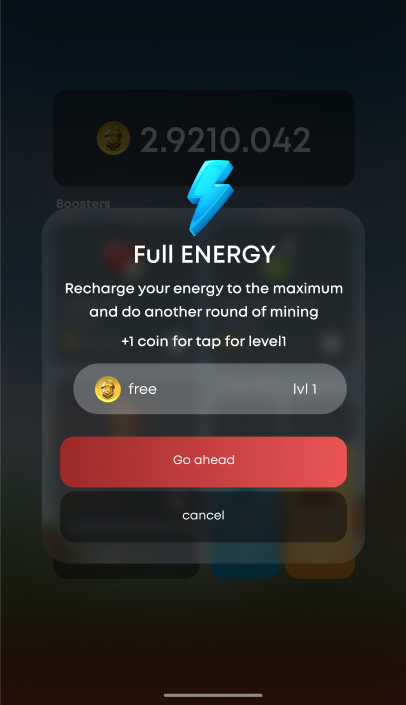 2.9210.042
Boosters
Full ENERGY
Recharge your energy to the maximum
and do another round of mining
+1 coin for tap for level1
free lvl 1
Go ahead
cancel